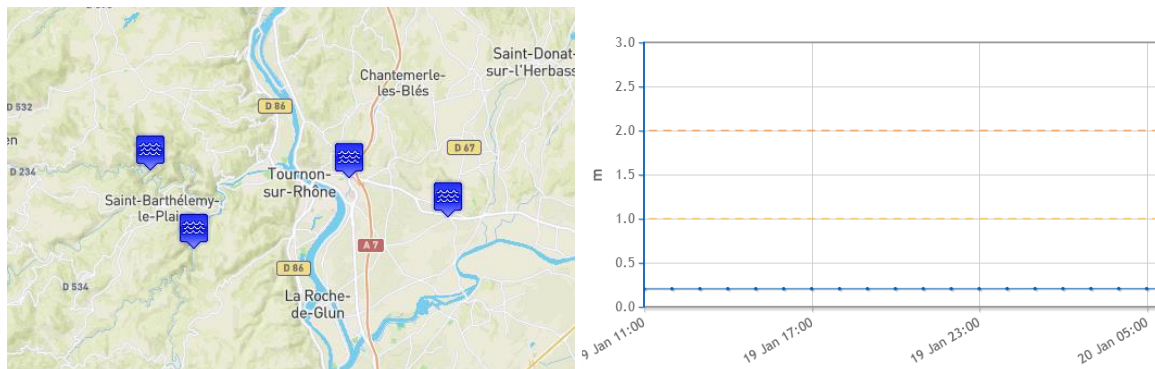 D 86
Saint-Donat-
sur-l'Herbass
Chantemerle-
les-Blés
D 532
en
D 67
D 234
Tournon-
sur-Rhône
Saint-Barthélemy-
le-Plai
A 7
D 86
D 534
La Roche-
de-Glun
3.0
2.5
2.0
1.5
1.0
0.5
0.0
m
9 Jan 11:00
19 Jan 17:00
19 Jan 23:00
20 Jan 05:00